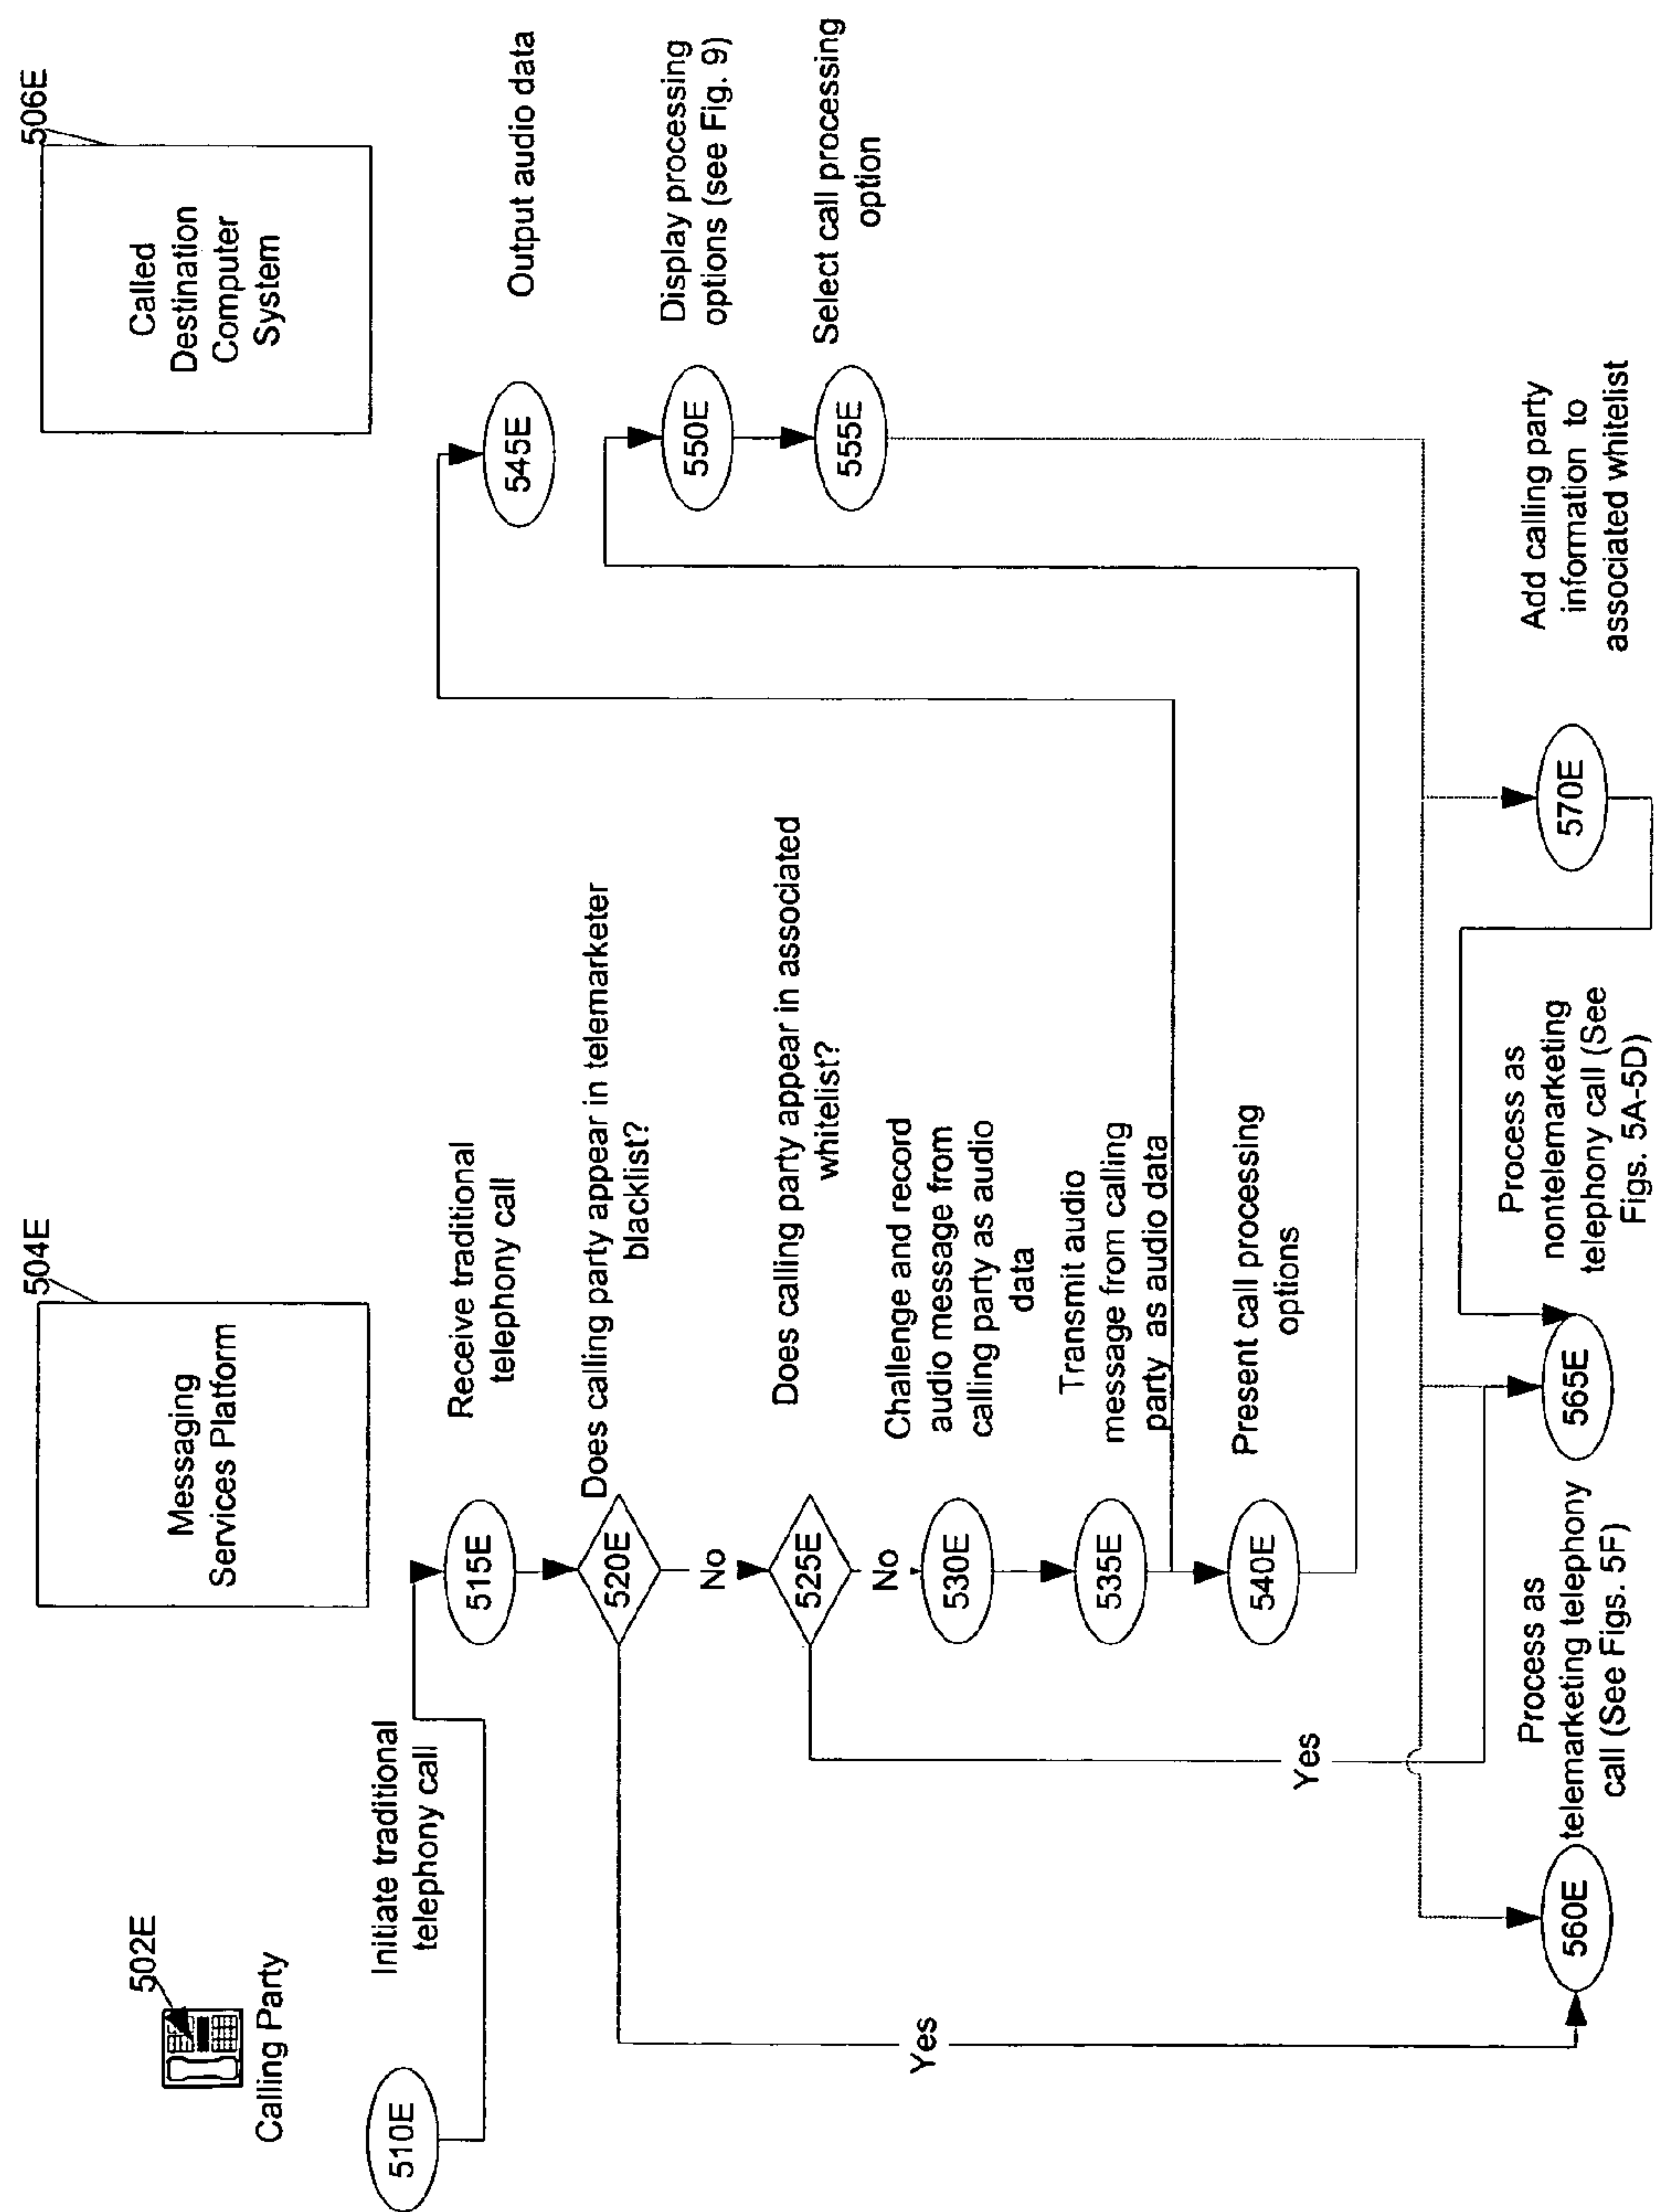 502E
Calling Party
504E
Messaging
Services Platform
506E
Called
Destination
Computer
System
510E
Initiate traditional
telephony call
515E
Receive traditional
telephony call
520E
Does calling party appear in telemarketer
blacklist?
Yes
No
525E
Does calling party appear in associated
whitelist?
Yes
No
530E
Challenge and record
audio message from
calling party as audio
data
535E
Transmit audio
message from calling
party as audio data
540E
Present call processing
options
545E
Output audio data
550E
Display processing
options (see Fig. 9)
555E
Select call processing
option
560E
Process as
telemarketing telephony
call (See Figs. 5F)
565E
Process as
nontelemarketing
telephony call (See
Figs. 5A-5D)
570E
Add calling party
information to
associated whitelist